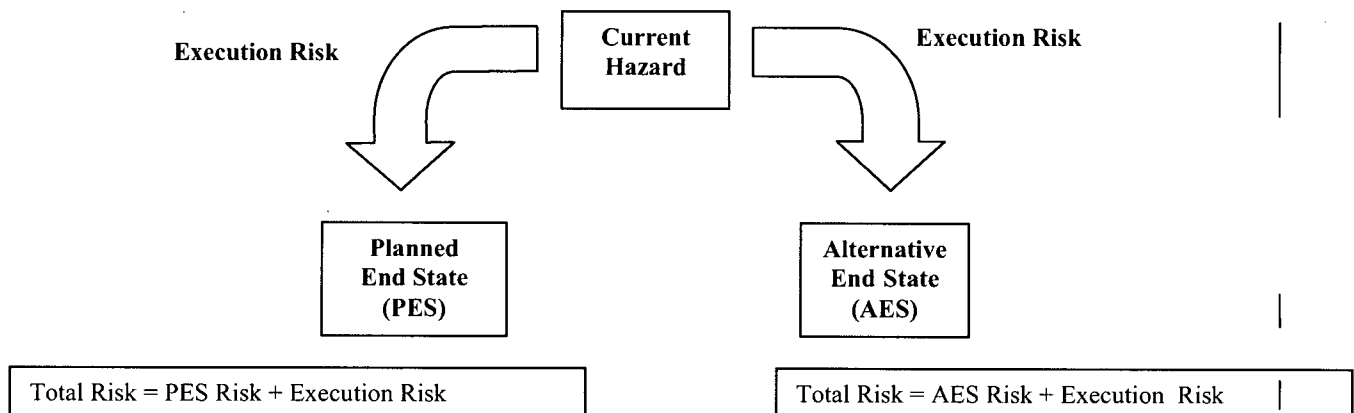 Execution Risk
Current
Hazard
Execution Risk
Planned
End State
(PES)
Alternative
End State
(AES)
Total Risk = PES Risk + Execution Risk
Total Risk = AES Risk + Execution Risk